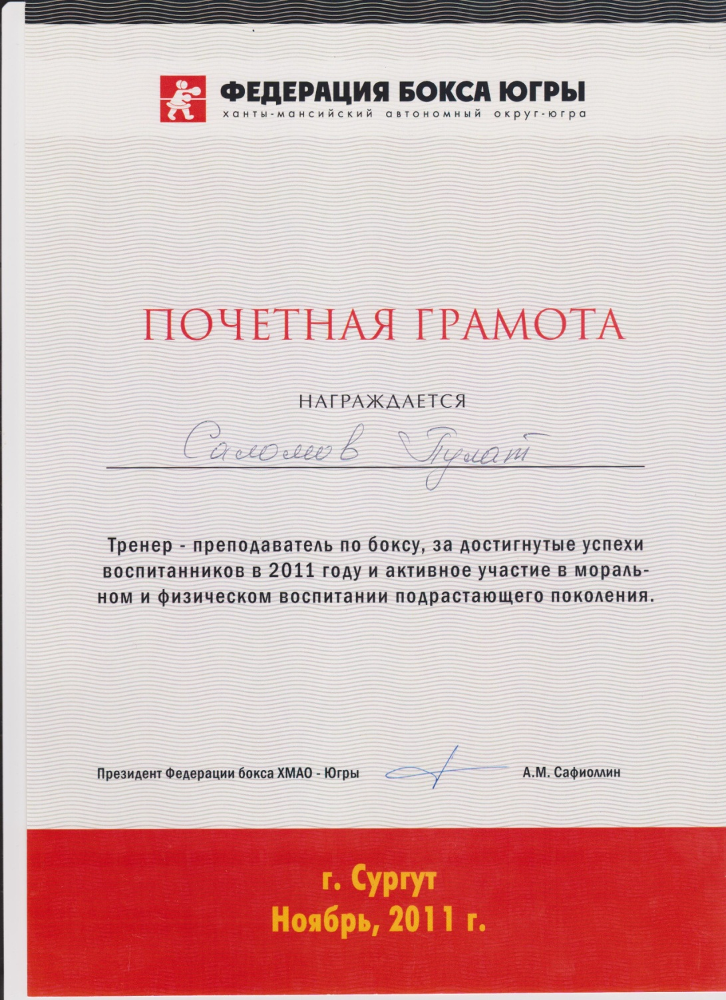 ФЕДЕРАЦИЯ БОКСА ЮГРЫ
ханты-мансийский автономный округ-югра
ПОЧЕТНАЯ ГРАМОТА
НАГРАЖДАЕТСЯ
Саломов Пулат
Тренер - преподаватель по боксу, за достигнутые успехи
воспитанников в 2011 году и активное участие в мораль-
ном и физическом воспитании подрастающего поколения.
Президент Федерации бокса ХМАО - Югры А.М. Сафиоллин
г. Сургут
Ноябрь, 2011 г.